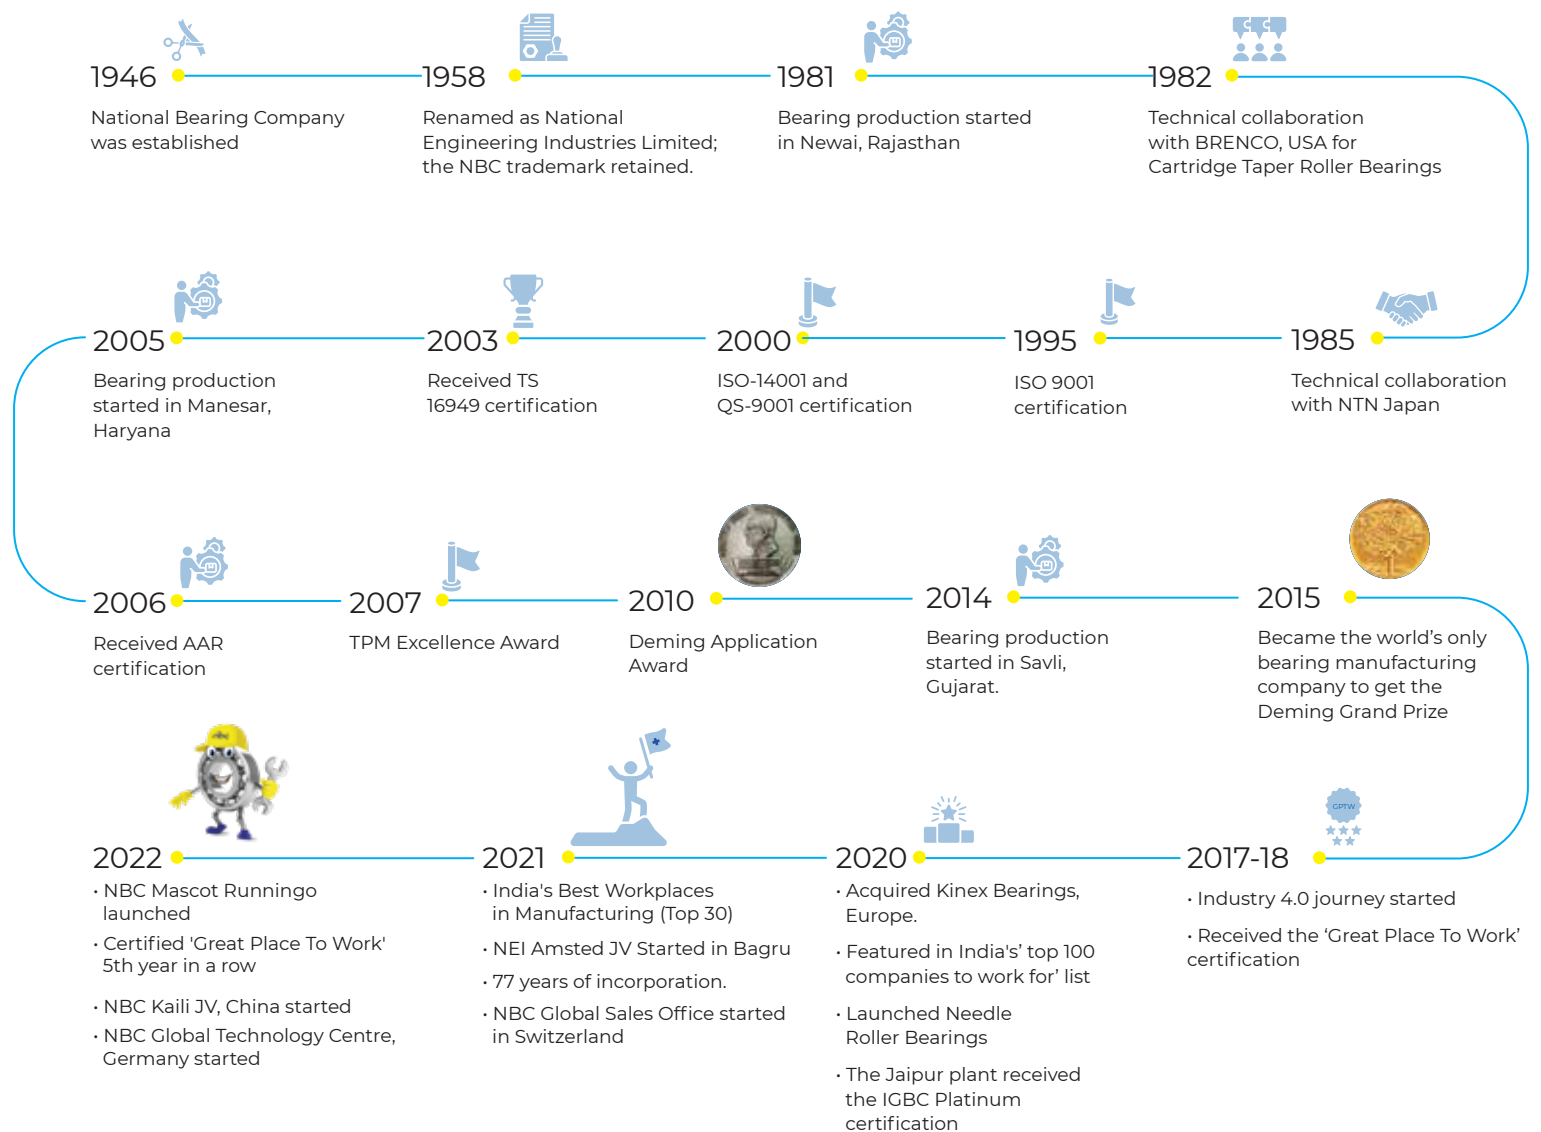 1946
National Bearing Company
was established
1958
Renamed as National
Engineering Industries Limited;
the NBC trademark retained.
1981
Bearing production started
in Newai, Rajasthan
1982
Technical collaboration
with BRENCO, USA for
Cartridge Taper Roller Bearings
1985
Technical collaboration
with NTN Japan
1995
ISO 9001
certification
2000
ISO-14001 and
QS-9001 certification
2003
Received TS
16949 certification
2005
Bearing production
started in Manesar,
Haryana
2006
Received AAR
certification
2007
TPM Excellence Award
2010
Deming Application
Award
2014
Bearing production
started in Savli,
Gujarat.
2015
Became the world’s only
bearing manufacturing
company to get the
Deming Grand Prize
GPTW
2017-18
• Industry 4.0 journey started
• Received the ‘Great Place To Work’
certification
2020
• Acquired Kinex Bearings,
Europe.
• Featured in India's’ top 100
companies to work for’ list
• Launched Needle
Roller Bearings
• The Jaipur plant received
the IGBC Platinum
certification
2021
• India's Best Workplaces
in Manufacturing (Top 30)
• NEI Amsted JV Started in Bagru
• 77 years of incorporation.
• NBC Global Sales Office started
in Switzerland
2022
• NBC Mascot Runningo
launched
• Certified 'Great Place To Work'
5th year in a row
• NBC Kaili JV, China started
• NBC Global Technology Centre,
Germany started